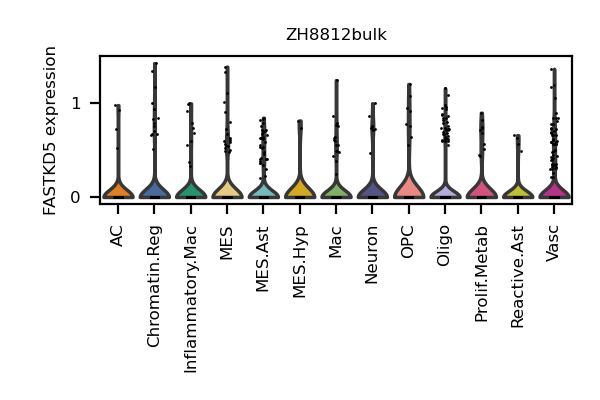 ZH8812bulk
FASTKD5 expression
1
0
AC
Chromatin.Reg
Inflammatory.Mac
MES
MES.Ast
MES.Hyp
Mac
Neuron
OPC
Oligo
Prolif.Metab
Reactive.Ast
Vasc